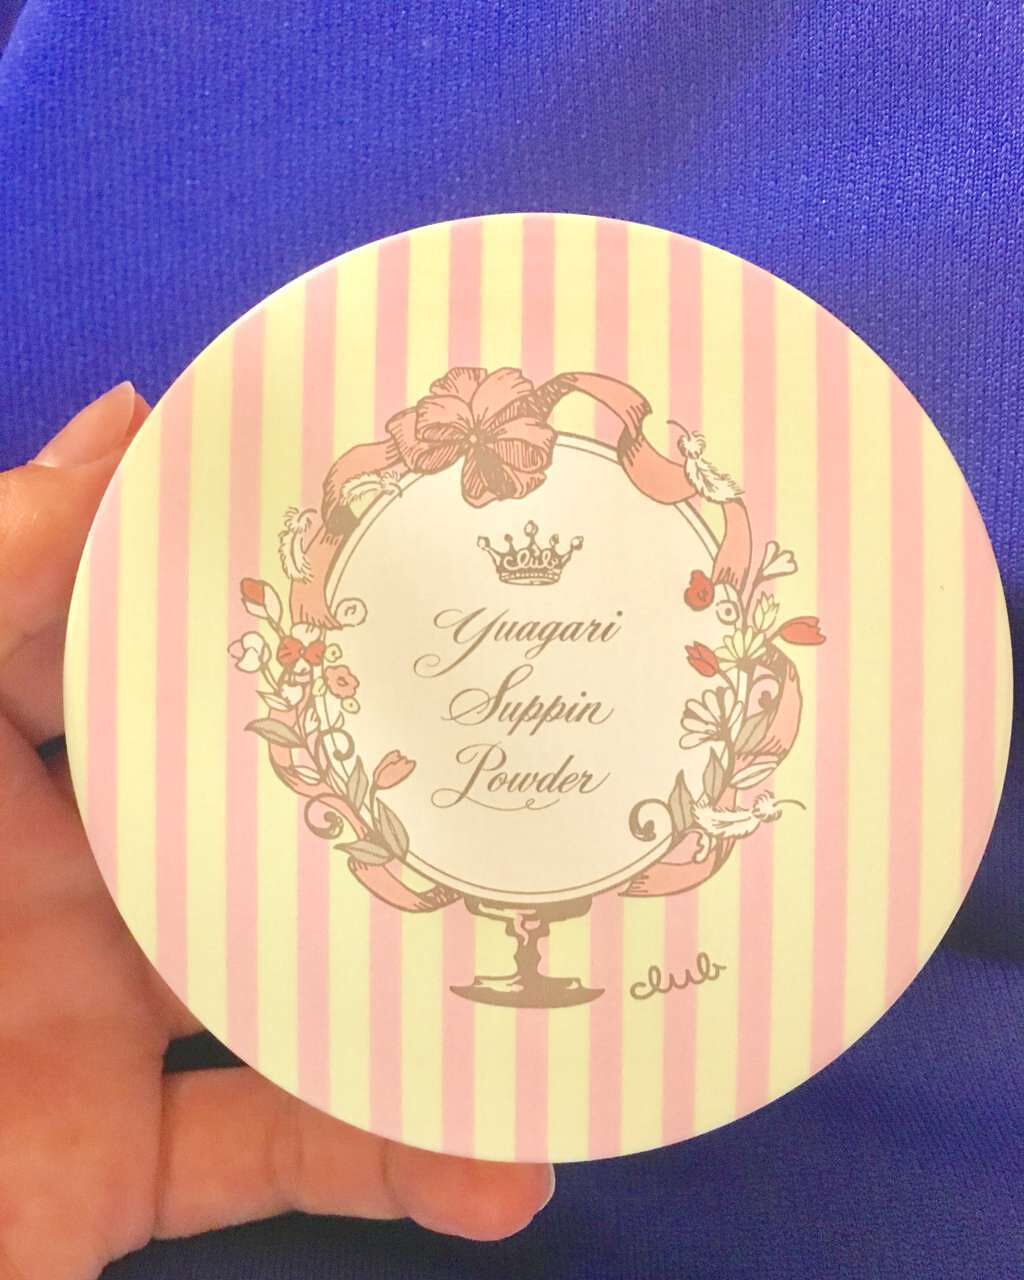 club
Yuagari
Suppin
Powder
club